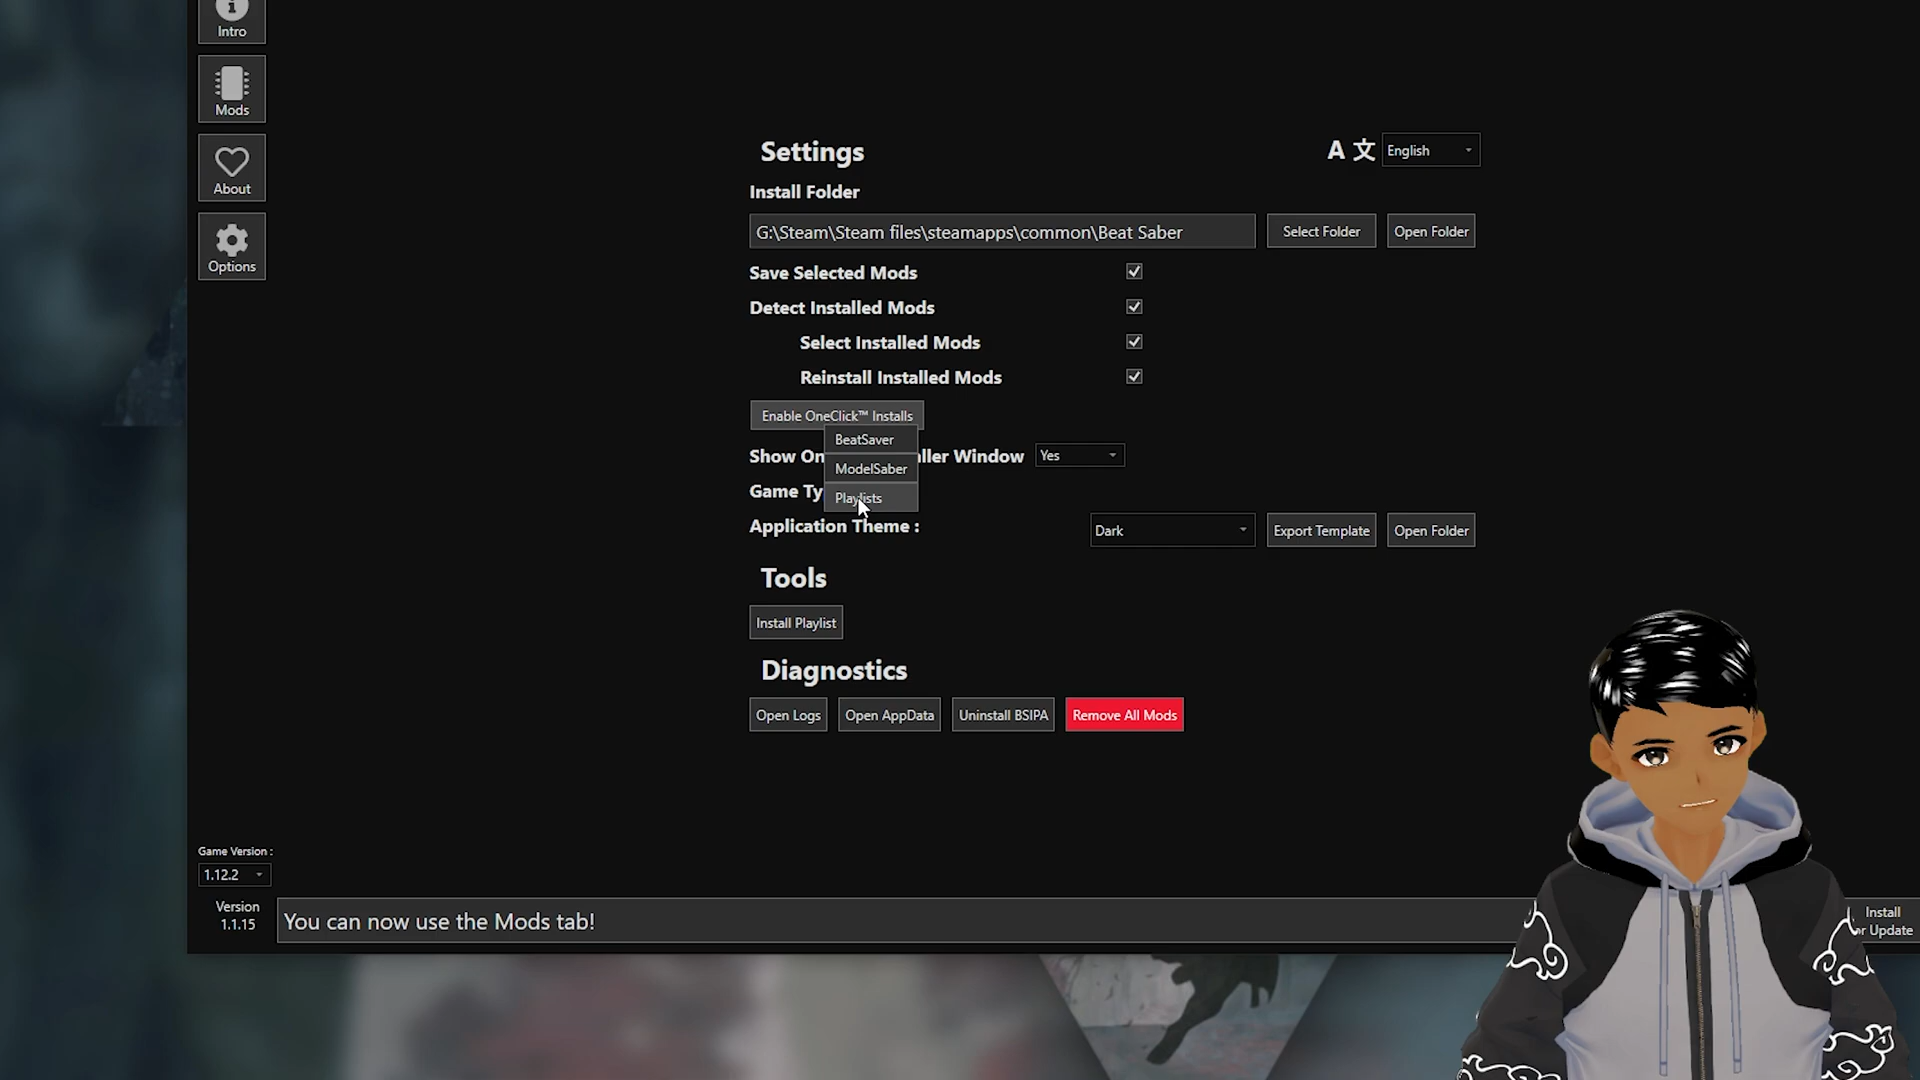 Intro
Mods
About
Options
Settings
A 文 English
Install Folder
G:\Steam\Steam files\steamapps\common\Beat Saber
Select Folder
Open Folder
Save Selected Mods
Detect Installed Mods
Select Installed Mods
Reinstall Installed Mods
Enable OneClick™ Installs
BeatSaver
ModelSaber
Playlists
Show On ller Window Yes
Game Ty
Application Theme :
Dark
Export Template
Open Folder
Tools
Install Playlist
Diagnostics
Open Logs
Open AppData
Uninstall BSIPA
Remove All Mods
Game Version :
1.12.2
Version
1.1.15
You can now use the Mods tab!
Install
or Update